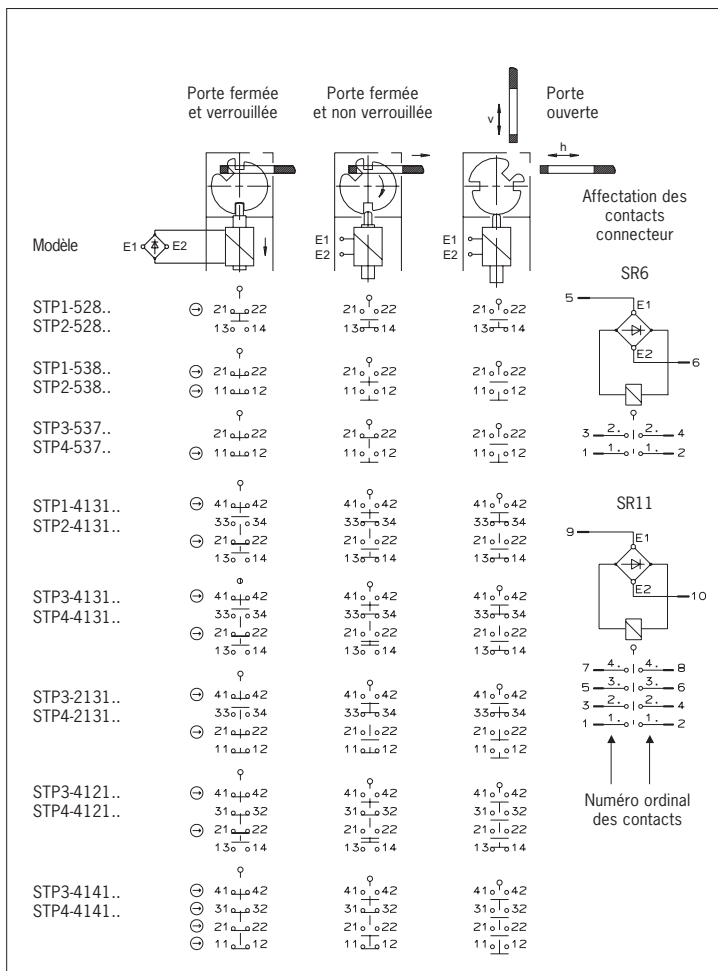 Porte fermée
et verrouillée
Porte fermée
et non verrouillée
Porte
ouverte
v
h
Affectation des
contacts
connecteur
Modèle
E1 E2
E1
E2
E1
E2
SR6
5 E1
E2 6
3 2. 2. 4
1 1. 1. 2
STP1-528..
STP2-528..
21 22 21 22 21 22
13 14 13 14 13 14
STP1-538..
STP2-538..
21 22 21 22 21 22
11 12 11 12 11 12
STP3-537..
STP4-537..
21 22 21 22 21 22
11 12 11 12 11 12
STP1-4131..
STP2-4131..
41 42 41 42 41 42
33 34 33 34 33 34
21 22 21 22 21 22
13 14 13 14 13 14
SR11
9 E1
E2 10
7 4. 4. 8
5 3. 3. 6
3 2. 2. 4
1 1. 1. 2
Numéro ordinal
des contacts
STP3-4131..
STP4-4131..
41 42 41 42 41 42
33 34 33 34 33 34
21 22 21 22 21 22
13 14 13 14 13 14
STP3-2131..
STP4-2131..
41 42 41 42 41 42
33 34 33 34 33 34
21 22 21 22 21 22
11 12 11 12 11 12
STP3-4121..
STP4-4121..
41 42 41 42 41 42
31 32 31 32 31 32
21 22 21 22 21 22
13 14 13 14 13 14
STP3-4141..
STP4-4141..
41 42 41 42 41 42
31 32 31 32 31 32
21 22 21 22 21 22
11 12 11 12 11 12